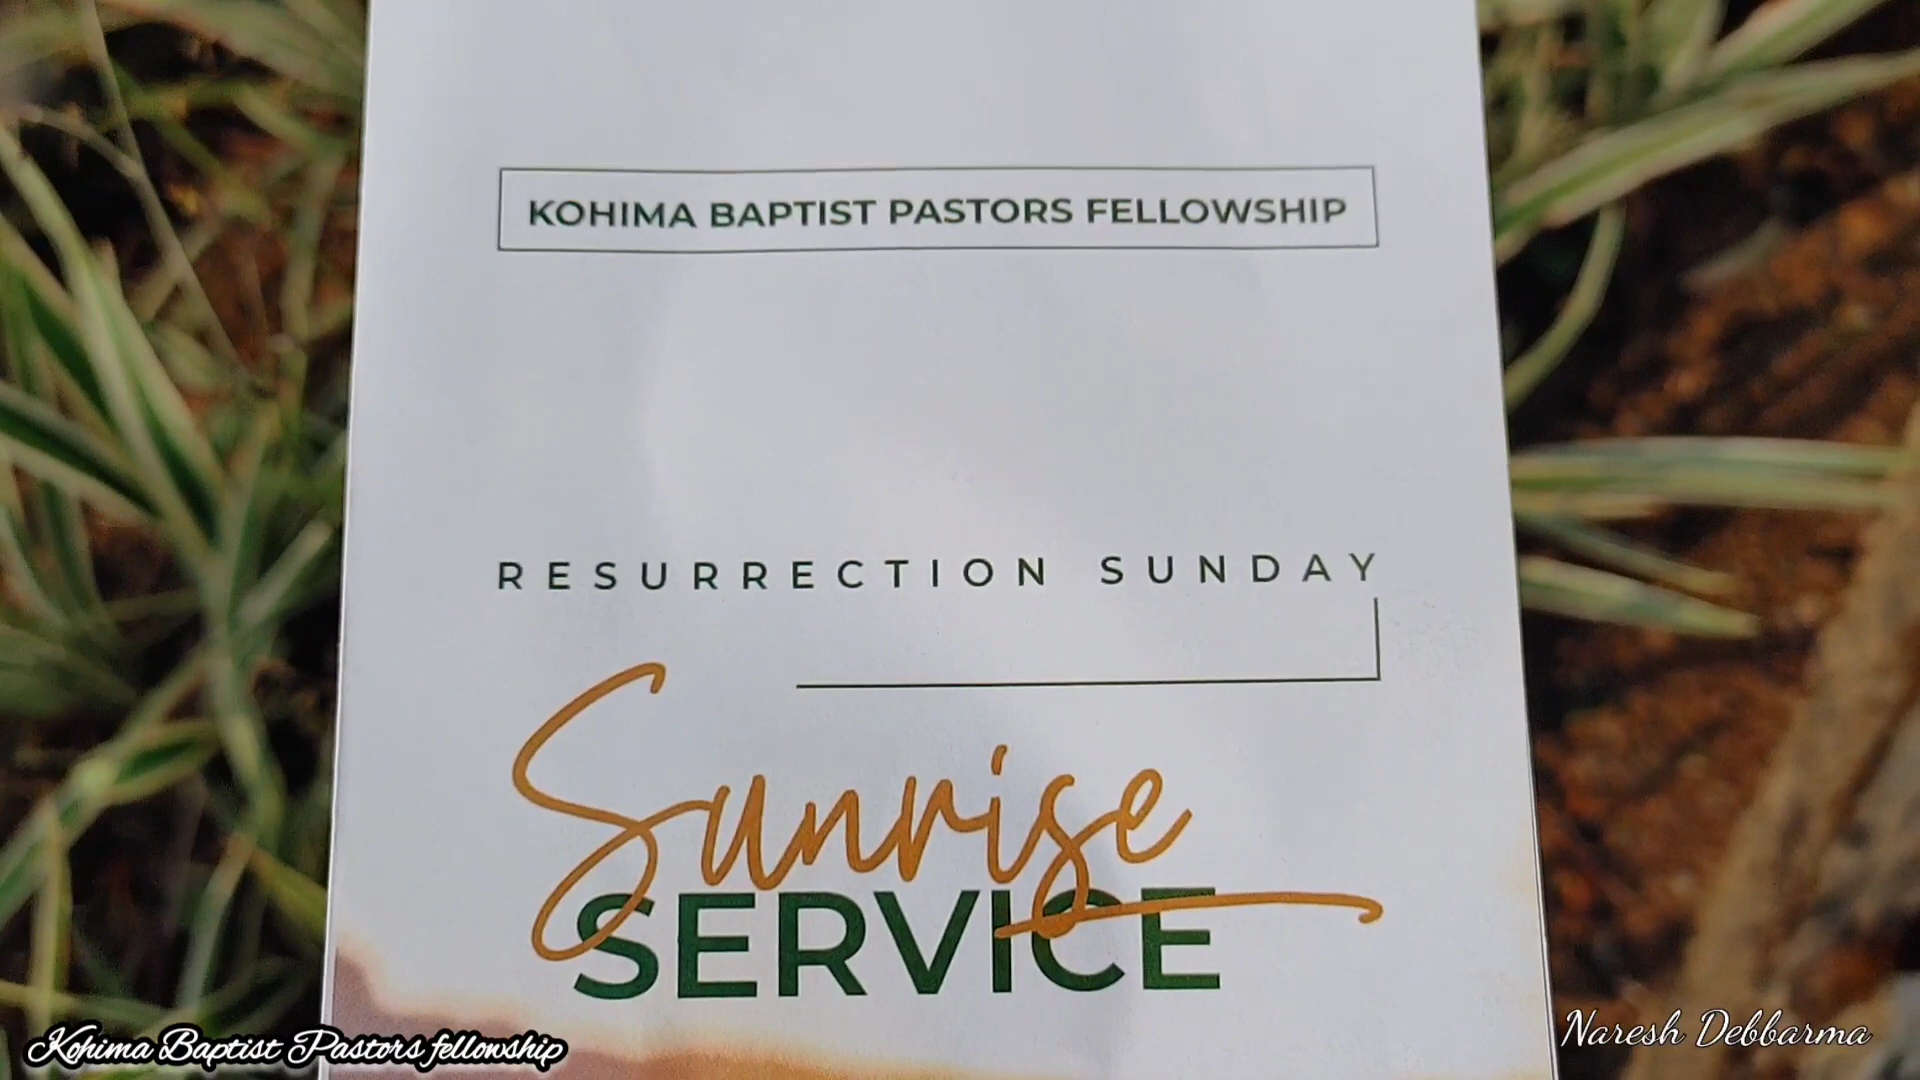 KOHIMA BAPTIST PASTORS FELLOWSHIP
RESURRECTION SUNDAY
Sunrise
SERVICE
Kohima Baptist Pastors fellowship
Naresh Debbarma